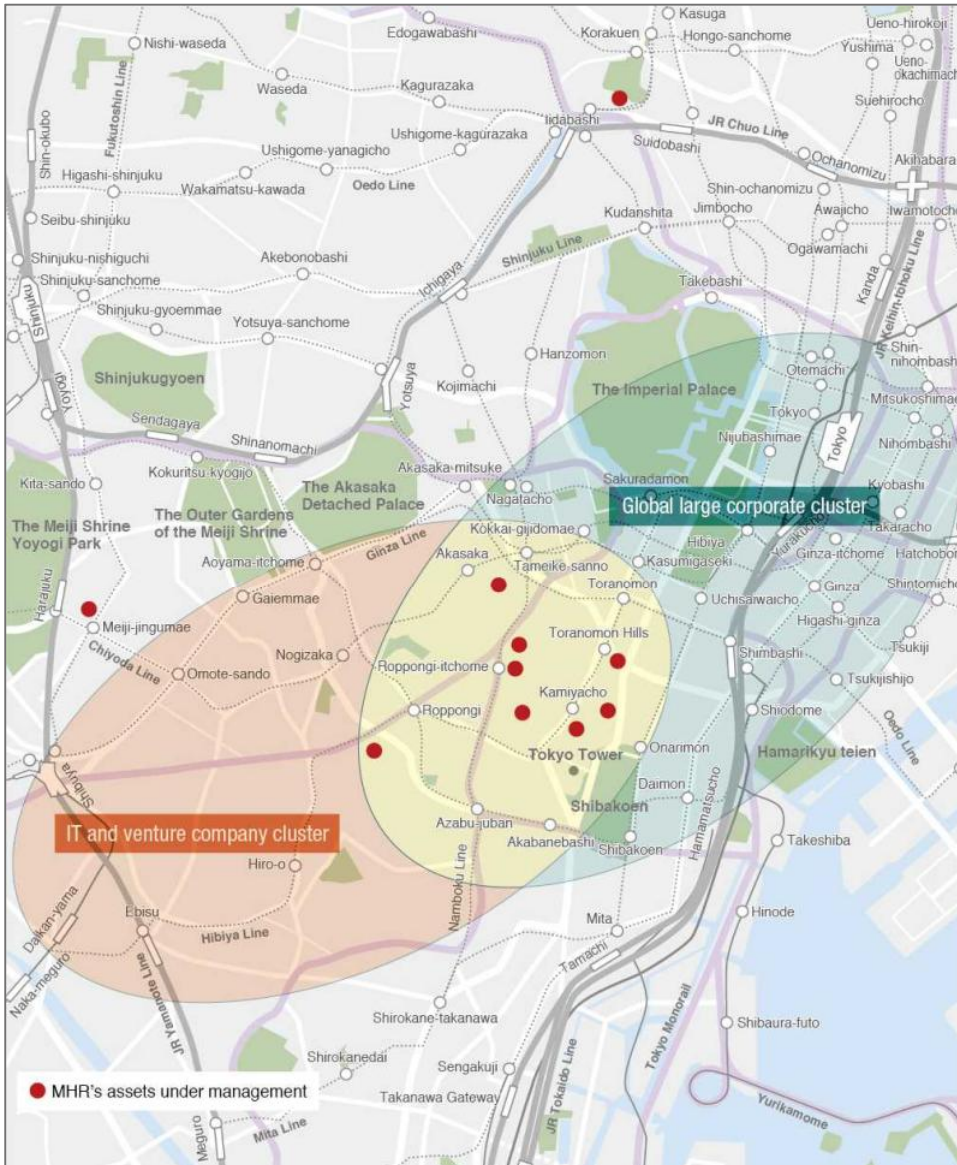 Kasuga
Ueno-hirokoji
Edogawabashi
Korakuen
Hongo-sanchome
Nishi-waseda
Yushima
Ueno-
okachimach
Waseda
Kagurazaka
Fukutoshin Line
Suehirocho
Iidabashi
JR Chuo Line
Shin-okubo
Ushigome-kagurazaka
Suidobashi
Ushigome-yanagicho
Ochanomizu
Akihabara
Higashi-shinjuku
Wakamatsu-kawada
Oedo Line
Shin-ochanomizu
Seibu-shinjuku
Kudanshita
Jimbocho
Awajicho
Iwamotocho
Shinjuku Line
Ogawamachi
Shinjuku-nishiguchi
Akebonobashi
Ichigaya
Takebashi
Kanda
JR Keihin-tohoku Line
Shinjuku-sanchome
Shinjuku
Shinjuku-gyoemmae
Yotsuya-sanchome
Hanzomon
Shin-
nihombashi
Otemachi
Yoyogi
Shinjukugyoen
Kojimachi
Yotsuya
The Imperial Palace
Mitsukoshimae
Tokyo
Sendagaya
Shinanomachi
Nijubashimae
Tokyo
Nihombashi
Kokuritsu-kyogijo
Akasaka-mitsuke
Sakuradamon
Kyobashi
Kita-sando
The Akasaka
Detached Palace
Nagatacho
Global large corporate cluster
The Meiji Shrine
Yoyogi Park
The Outer Gardens
of the Meiji Shrine
Kokkai-gijidomae
Yurakucho
Takaracho
Ginza Line
Hibiya
Ginza-itchome
Hatchobor
Aoyama-itchome
Akasaka
Tameike-sanno
Kasumigaseki
Harajuku
Gaiemmae
Toranomon
Ginza
Shintomicho
Uchisaiwaicho
Meiji-jingumae
Higashi-ginza
Toranomon Hills
Chiyoda Line
Nogizaka
Shimbashi
Tsukiji
Omote-sando
Roppongi-itchome
Tsukijishijo
Kamiyacho
Roppongi
Shiodome
Oedo Line
Tokyo Tower
Onarimon
Hamarikyu teien
Shibuya
Daimon
Shibakoen
Hamamatsucho
IT and venture company cluster
Azabu-juban
Akabanebashi
Shibakoen
Takeshiba
Hiro-o
Namboku Line
Daikan-yama
Ebisu
Mita
Hinode
Hibiya Line
Tamachi
Naka-meguro
JR Yamanote Line
Shirokane-takanawa
Tokyo Monorail
Shibaura-futo
Shirokanedai
Sengakuji
JR Tokaido Line
MHR's assets under management
Takanawa Gateway
Yurikamome
Meguro
Mita Line